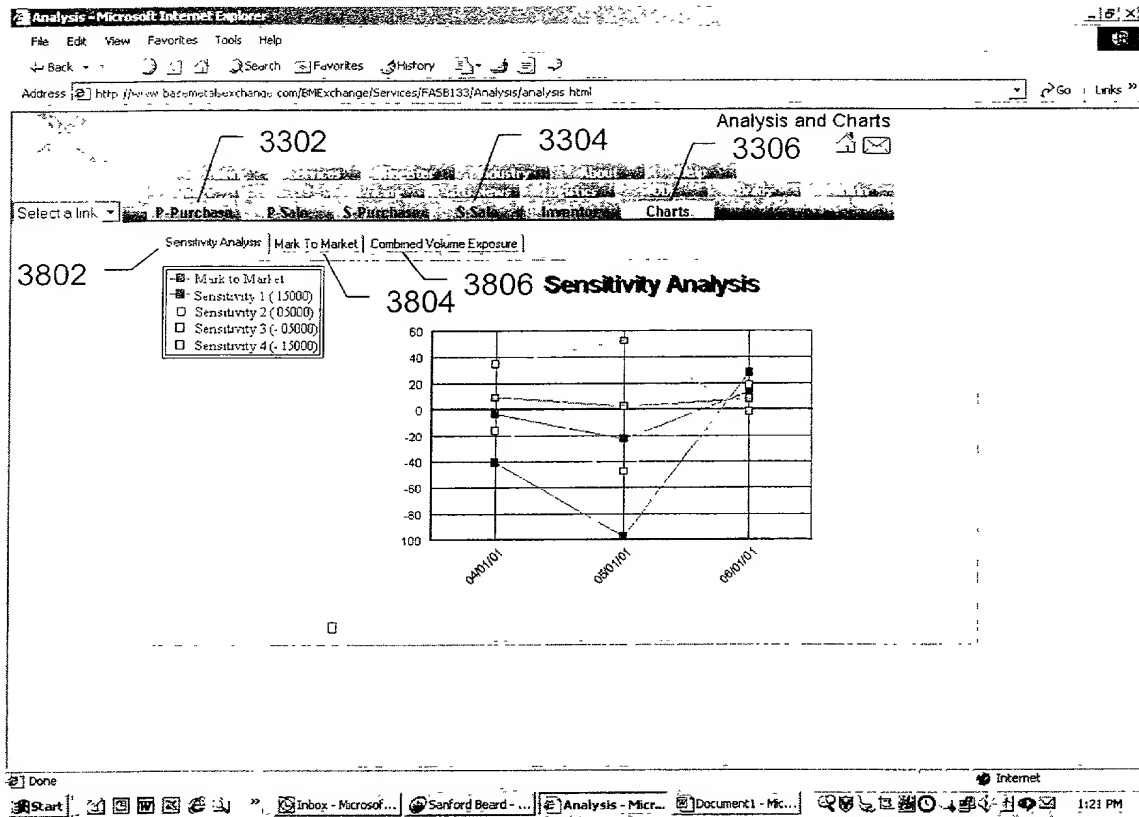 Analysis - Microsoft Internet Explorer
File Edit View Favorites Tools Help
Back Search Favorites History
Address http://www.basemetalexchange.com/BMExchange/Services/FASB133/Analysis/analysis html Go Links »
Analysis and Charts
3302 3304 3306
Select a link P-Purchase P-Sale S-Purchase S-Sale Inventory Charts
Sensitivity Analysis Mark To Market Combined Volume Exposure
3802 3804 3806
Sensitivity Analysis
Mark to Market
Sensitivity 1 ( 15000)
Sensitivity 2 ( 05000)
Sensitivity 3 (- 05000)
Sensitivity 4 (- 15000)
60
40
20
0
-20
-40
-60
-80
100
04/01/01 05/01/01 06/01/01
Done Internet
Start » Inbox - Microsof... Sanford Beard - ... Analysis - Micr... Document1 - Mic... 1:21 PM